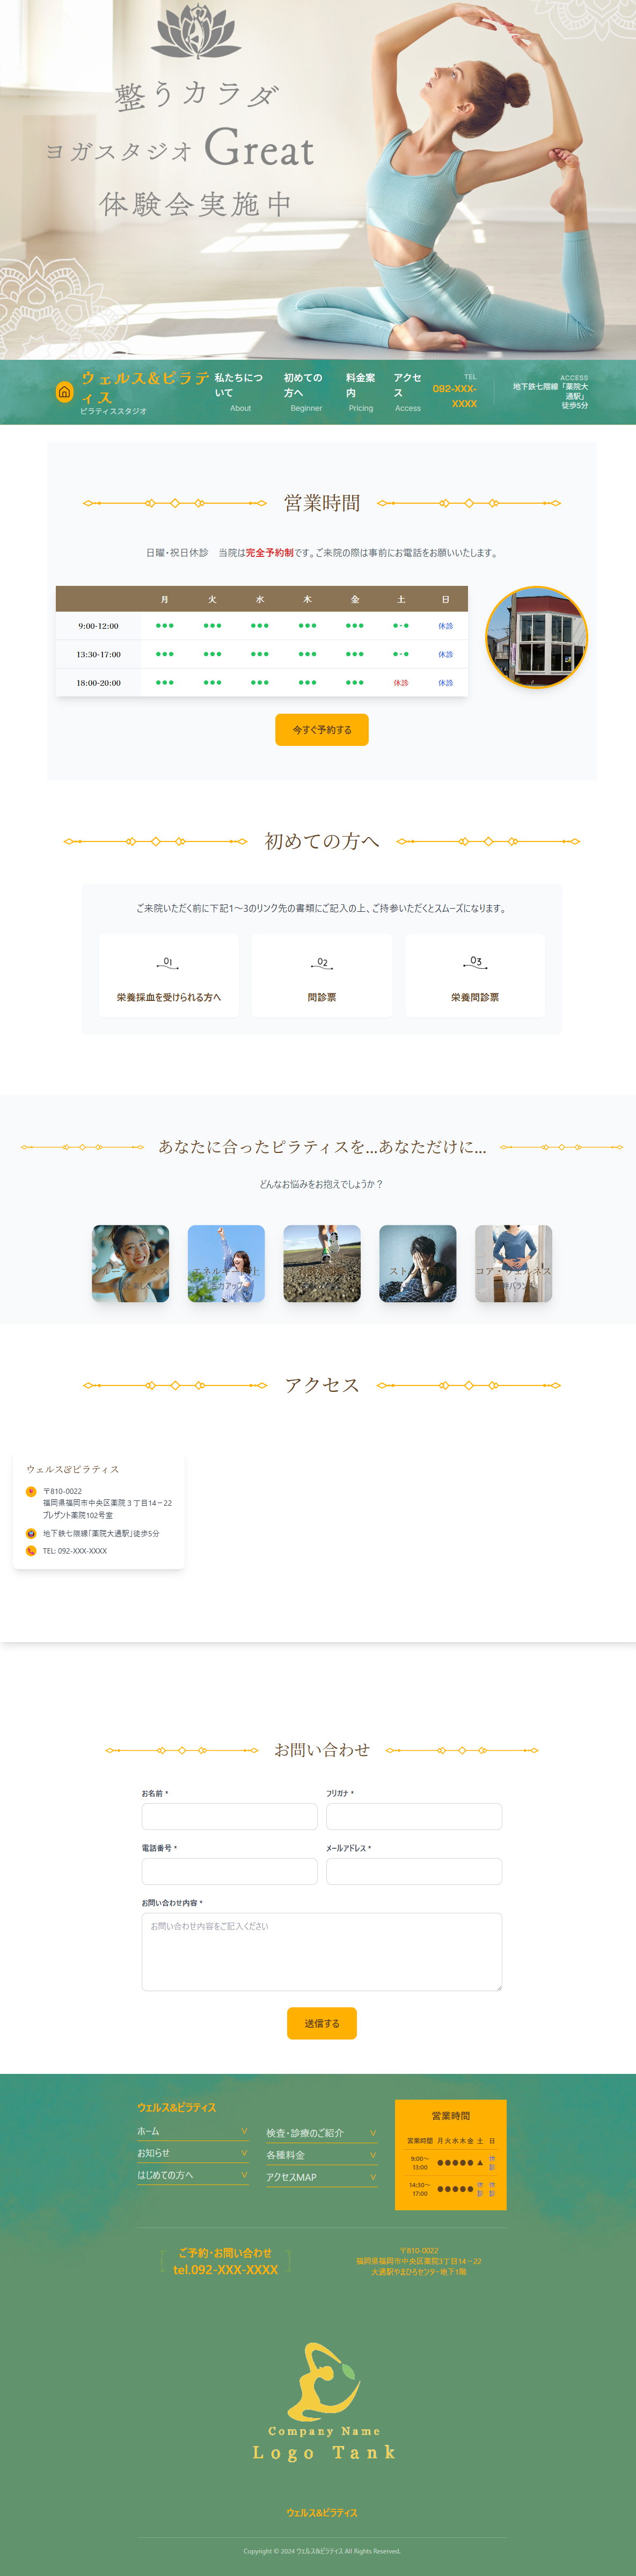 整うカラダ
ヨガスタジオ Great
体験会実施中
ウェルス&ピラティス
ピラティススタジオ
私たちについて
About
初めての方へ
Beginner
料金案内
Pricing
アクセス
Access
TEL
092-XXX-XXXX
ACCESS
地下鉄七隈線「薬院大通駅」
徒歩5分
営業時間
日曜・祝日休診　当院は完全予約制です。ご来院の際は事前にお電話をお願いいたします。
月 火 水 木 金 土 日
9:00-12:00 ●●● ●●● ●●● ●●● ●●● ●-● 休診
13:30-17:00 ●●● ●●● ●●● ●●● ●●● ●-● 休診
18:00-20:00 ●●● ●●● ●●● ●●● ●●● 休診 休診
今すぐ予約する
初めての方へ
ご来院いただく前に下記1〜3のリンク先の書類にご記入の上、ご持参いただくとスムーズになります。
01
栄養採血を受けられる方へ
02
問診票
03
栄養問診票
あなたに合ったピラティスを...あなただけに...
どんなお悩みをお抱えでしょうか？
アクセス
ウェルス&ピラティス
〒810-0022
福岡県福岡市中央区薬院３丁目14−22
プレザント薬院102号室
地下鉄七隈線「薬院大通駅」徒歩5分
TEL: 092-XXX-XXXX
お問い合わせ
お名前 *
フリガナ *
電話番号 *
メールアドレス *
お問い合わせ内容 *
お問い合わせ内容をご記入ください
送信する
ウェルス&ピラティス
ホーム
お知らせ
はじめての方へ
検査・診療のご紹介
各種料金
アクセスMAP
営業時間
営業時間 月 火 水 木 金 土 日
9:00〜13:00 ● ● ● ● ● ▲ 休診
14:30〜17:00 ● ● ● ● ● 休診 休診
ご予約・お問い合わせ
tel.092-XXX-XXXX
〒810-0022
福岡県福岡市中央区薬院3丁目14−22
大通駅やまひろセンター地下1階
Company Name
Logo Tank
ウェルス&ピラティス
Copyright © 2024 ウェルス&ピラティス All Rights Reserved.